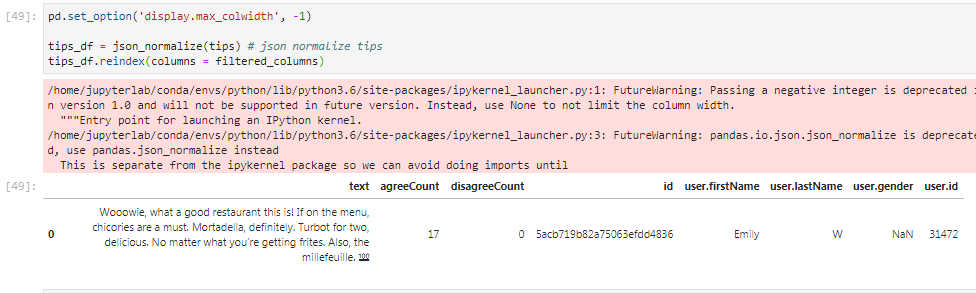 [49]: pd.set_option('display.max_colwidth', -1)
tips_df = json_normalize(tips) # json normalize tips
tips_df.reindex(columns = filtered_columns)
/home/jupyterlab/conda/envs/python/lib/python3.6/site-packages/ipykernel_launcher.py:1: FutureWarning: Passing a negative integer is deprecated i
n version 1.0 and will not be supported in future version. Instead, use None to not limit the column width.
"""Entry point for launching an IPython kernel.
/home/jupyterlab/conda/envs/python/lib/python3.6/site-packages/ipykernel_launcher.py:3: FutureWarning: pandas.io.json.json_normalize is deprecate
d, use pandas.json_normalize instead
This is separate from the ipykernel package so we can avoid doing imports until
[49]: text agreeCount disagreeCount id user.firstName user.lastName user.gender user.id
Wooowie, what a good restaurant this is! If on the menu,
chicories are a must. Mortadella, definitely. Turbot for two,
0 delicious. No matter what you're getting frites. Also, the 17 0 5acb719b82a75063efdd4836 Emily W NaN 31472
millefeuille. 💯